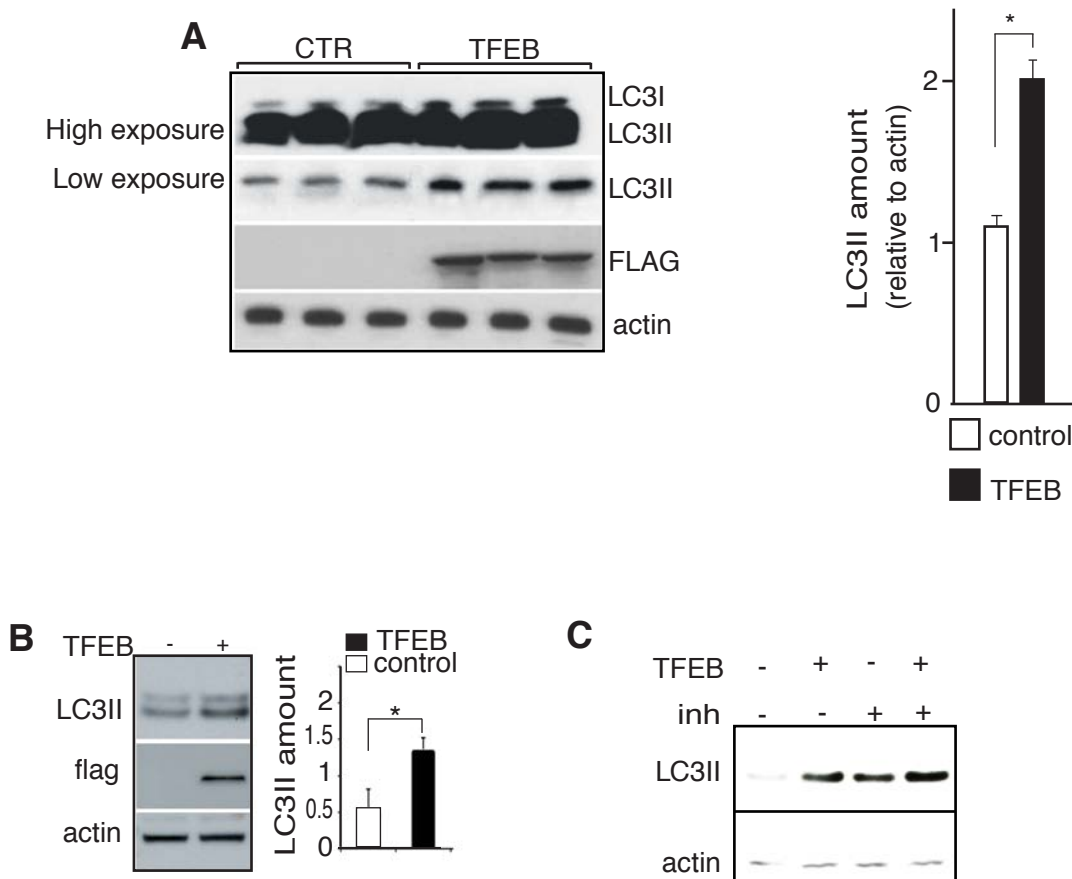 A
CTR TFEB
High exposure
Low exposure
LC3I
LC3II
LC3II
FLAG
actin
*
2
1
0
LC3II amount
(relative to actin)
control
TFEB
B
TFEB - +
LC3II
flag
actin
TFEB
control
*
2
1.5
1
0.5
0
LC3II amount
C
TFEB - + - +
inh - - + +
LC3II
actin